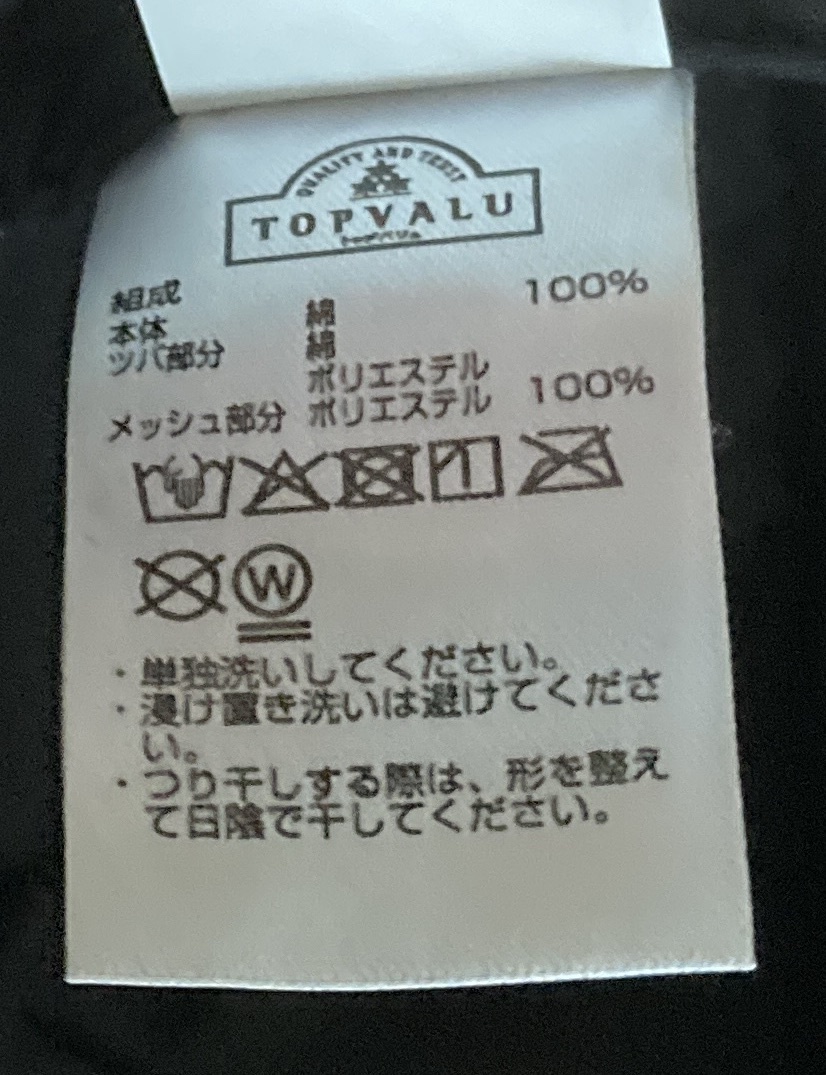 QUALITY AND TRUST
TOPVALU
トップバリュ
組成
本体 綿 100%
ツバ部分 綿
ポリエステル
メッシュ部分 ポリエステル 100%
W
・単独洗いしてください。
・浸け置き洗いは避けてくださ
い。
・つり干しする際は、形を整え
て日陰で干してください。